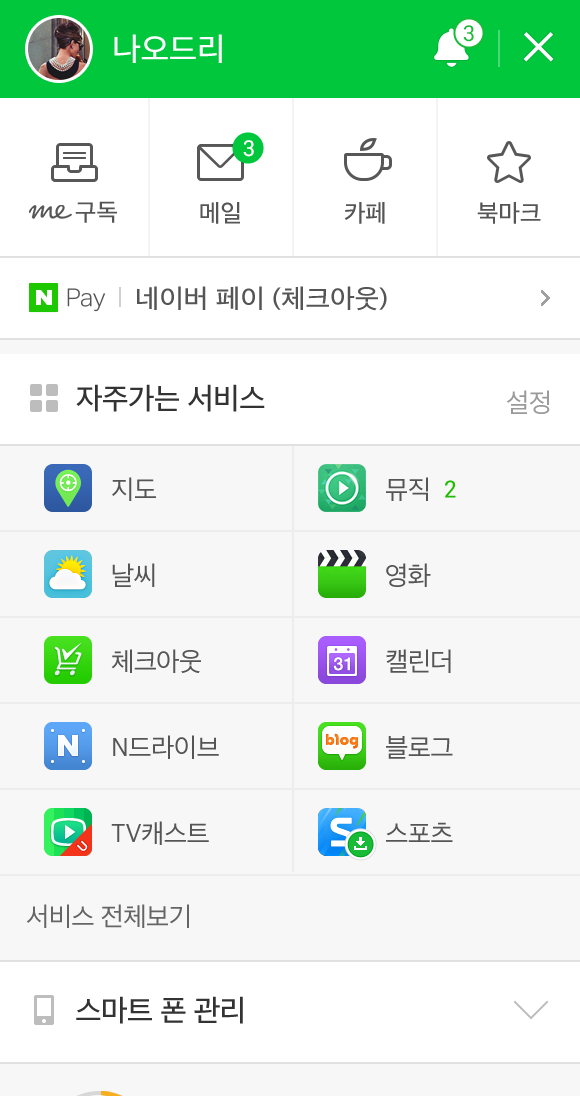 나오드리 3
me 구독
메일 3
카페
북마크
N Pay 네이버 페이 (체크아웃)
자주가는 서비스 설정
지도
뮤직 2
날씨
영화
체크아웃
31 캘린더
N N드라이브
blog 블로그
TV캐스트
S 스포츠
서비스 전체보기
스마트 폰 관리